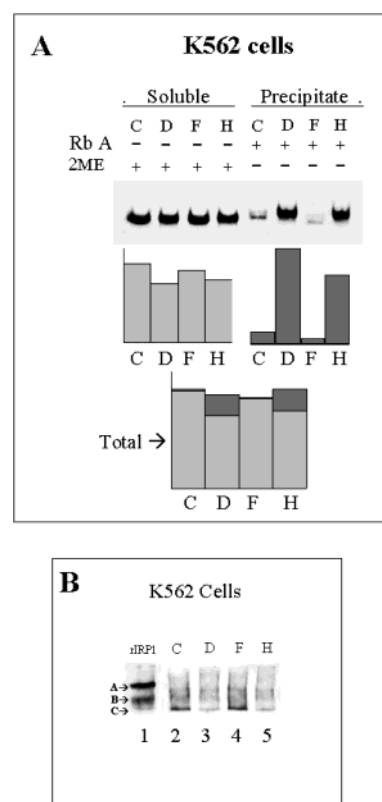 A K562 cells
. Soluble Precipitate .
C D F H C D F H
Rb A - - - - + + + +
2ME + + + + - - - -
C D F H C D F H
Total →
C D F H
B K562 Cells
rIRP1 C D F H
A→
B→
C→
1 2 3 4 5